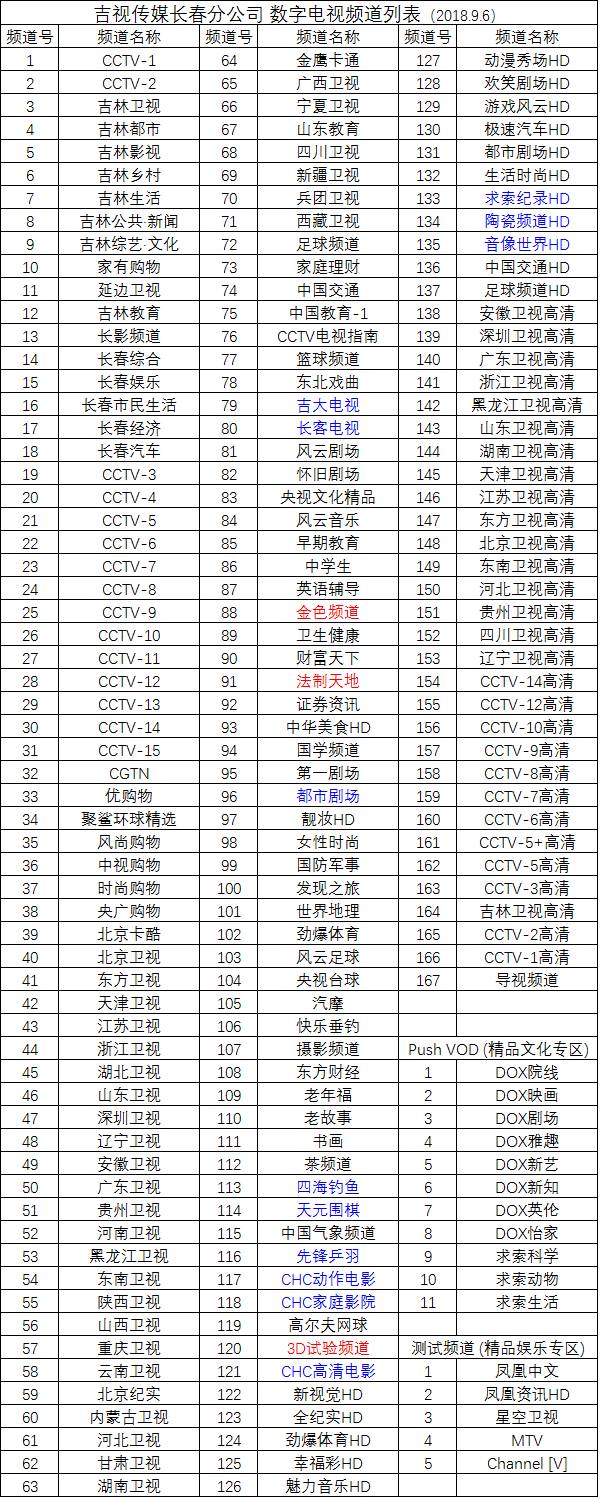 吉视传媒长春分公司 数字电视频道列表（2018.9.6）
频道号 频道名称 频道号 频道名称 频道号 频道名称
1 CCTV-1 64 金鹰卡通 127 动漫秀场HD
2 CCTV-2 65 广西卫视 128 欢笑剧场HD
3 吉林卫视 66 宁夏卫视 129 游戏风云HD
4 吉林都市 67 山东教育 130 极速汽车HD
5 吉林影视 68 四川卫视 131 都市剧场HD
6 吉林乡村 69 新疆卫视 132 生活时尚HD
7 吉林生活 70 兵团卫视 133 求索纪录HD
8 吉林公共·新闻 71 西藏卫视 134 陶瓷频道HD
9 吉林综艺·文化 72 足球频道 135 音像世界HD
10 家有购物 73 家庭理财 136 中国交通HD
11 延边卫视 74 中国交通 137 足球频道HD
12 吉林教育 75 中国教育-1 138 安徽卫视高清
13 长影频道 76 CCTV电视指南 139 深圳卫视高清
14 长春综合 77 篮球频道 140 广东卫视高清
15 长春娱乐 78 东北戏曲 141 浙江卫视高清
16 长春市民生活 79 吉大电视 142 黑龙江卫视高清
17 长春经济 80 长客电视 143 山东卫视高清
18 长春汽车 81 风云剧场 144 湖南卫视高清
19 CCTV-3 82 怀旧剧场 145 天津卫视高清
20 CCTV-4 83 央视文化精品 146 江苏卫视高清
21 CCTV-5 84 风云音乐 147 东方卫视高清
22 CCTV-6 85 早期教育 148 北京卫视高清
23 CCTV-7 86 中学生 149 东南卫视高清
24 CCTV-8 87 英语辅导 150 河北卫视高清
25 CCTV-9 88 金色频道 151 贵州卫视高清
26 CCTV-10 89 卫生健康 152 四川卫视高清
27 CCTV-11 90 财富天下 153 辽宁卫视高清
28 CCTV-12 91 法制天地 154 CCTV-14高清
29 CCTV-13 92 证券资讯 155 CCTV-12高清
30 CCTV-14 93 中华美食HD 156 CCTV-10高清
31 CCTV-15 94 国学频道 157 CCTV-9高清
32 CGTN 95 第一剧场 158 CCTV-8高清
33 优购物 96 都市剧场 159 CCTV-7高清
34 聚鲨环球精选 97 靓妆HD 160 CCTV-6高清
35 风尚购物 98 女性时尚 161 CCTV-5+高清
36 中视购物 99 国防军事 162 CCTV-5高清
37 时尚购物 100 发现之旅 163 CCTV-3高清
38 央广购物 101 世界地理 164 吉林卫视高清
39 北京卡酷 102 劲爆体育 165 CCTV-2高清
40 北京卫视 103 风云足球 166 CCTV-1高清
41 东方卫视 104 央视台球 167 导视频道
42 天津卫视 105 汽摩
43 江苏卫视 106 快乐垂钓
44 浙江卫视 107 摄影频道 Push VOD (精品文化专区)
45 湖北卫视 108 东方财经 1 DOX院线
46 山东卫视 109 老年福 2 DOX映画
47 深圳卫视 110 老故事 3 DOX剧场
48 辽宁卫视 111 书画 4 DOX雅趣
49 安徽卫视 112 茶频道 5 DOX新艺
50 广东卫视 113 四海钓鱼 6 DOX新知
51 贵州卫视 114 天元围棋 7 DOX英伦
52 河南卫视 115 中国气象频道 8 DOX怡家
53 黑龙江卫视 116 先锋乒羽 9 求索科学
54 东南卫视 117 CHC动作电影 10 求索动物
55 陕西卫视 118 CHC家庭影院 11 求索生活
56 山西卫视 119 高尔夫网球
57 重庆卫视 120 3D试验频道 测试频道 (精品娱乐专区)
58 云南卫视 121 CHC高清电影 1 凤凰中文
59 北京纪实 122 新视觉HD 2 凤凰资讯HD
60 内蒙古卫视 123 全纪实HD 3 星空卫视
61 河北卫视 124 劲爆体育HD 4 MTV
62 甘肃卫视 125 幸福彩HD 5 Channel [V]
63 湖南卫视 126 魅力音乐HD